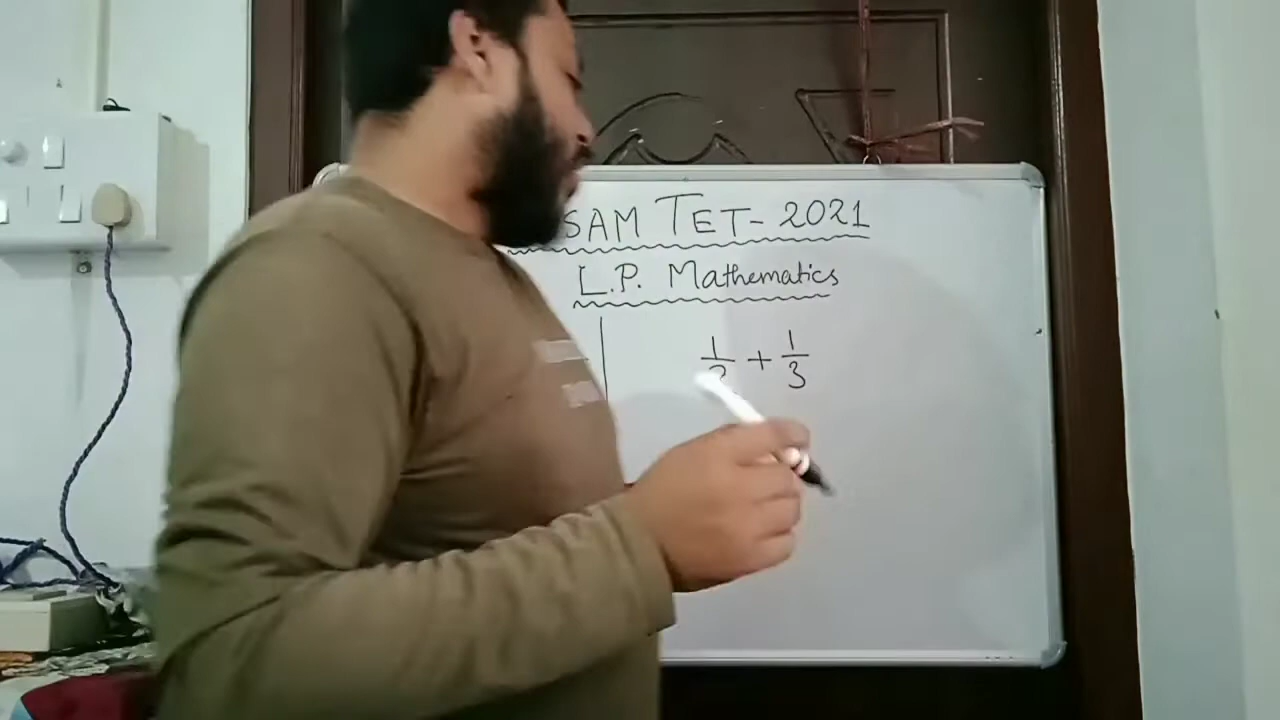 SAM TET- 2021
L.P. Mathematics
1/2 + 1/3